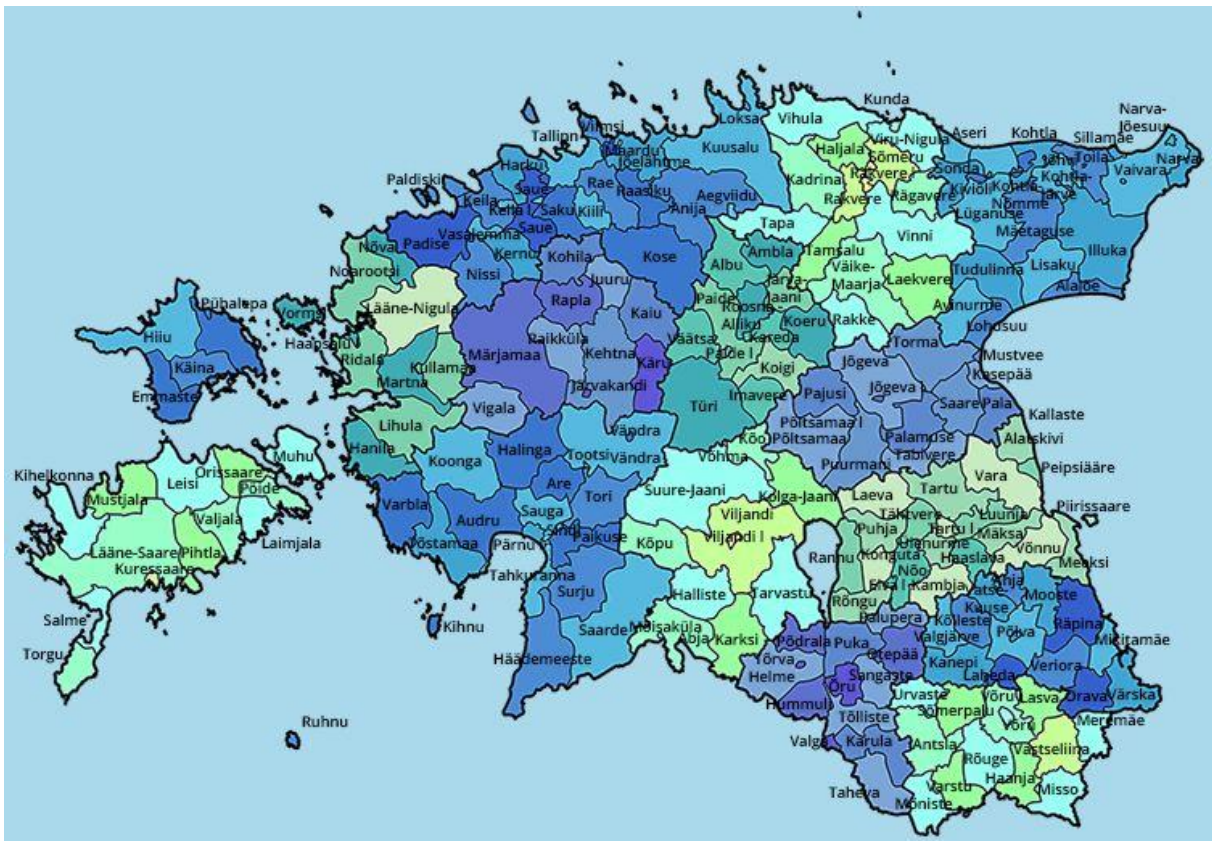 Kunda
Loksa
Vihula
Narva-
Jõesuu
Viimsi
Tallinn
Viru-Nigula
Aseri
Kohtla
Sillamäe
Maardu
Kuusalu
Haljala
Sõmeru
Toila
Narva
Harku
Jõelähtme
Rakvere
Sonda
Vaivara
Paldiski
Saue
Rae
Raasiku
Aegviidu
Kadrina
Rägavere
Kiviõli
Kohtla-
Järve
Keila
Keila l
Saku
Kiili
Anija
Rakvere
Lüganuse
Nõmme
Nõva
Padise
Vasalemma
Saue
Tapa
Vinni
Mäetaguse
Kernu
Kohila
Kose
Ambla
Tamsalu
Illuka
Noarootsi
Nissi
Juuru
Albu
Väike-
Maarja
Laekvere
Tudulinna
Lisaku
Alajõe
Pühalepa
Vormsi
Lääne-Nigula
Rapla
Kaiu
Paide
Järva-
Jaani
Roosna-
Alliku
Koeru
Rakke
Avinurme
Lohusuu
Hiiu
Haapsalu
Raikküla
Kehtna
Väätsa
Kareda
Torma
Käina
Ridala
Kullamaa
Märjamaa
Käru
Paide l
Koigi
Jõgeva
Mustvee
Kasepää
Emmaste
Martna
Järvakandi
Türi
Imavere
Pajusi
Jõgeva
Saare
Pala
Vigala
Kallaste
Lihula
Vändra
Kõo
Põltsamaa l
Põltsamaa
Palamuse
Alatskivi
Hanila
Koonga
Halinga
Tootsi
Vändra
Võhma
Tabivere
Muhu
Puurmani
Peipsiääre
Kihelkonna
Orissaare
Leisi
Mustjala
Pöide
Are
Suure-Jaani
Kolga-Jaani
Laeva
Tartu
Vara
Varbla
Tori
Piirissaare
Valjala
Audru
Sauga
Viljandi
Puhja
Tähtvere
Luunja
Sindi
Paikuse
Viljandi l
Tartu l
Mäksa
Lääne-Saare
Pihtla
Laimjala
Tõstamaa
Pärnu
Kõpu
Rannu
Konguta
Ülenurme
Haaslava
Võnnu
Kuressaare
Tahkuranna
Nõo
Meeksi
Surju
Halliste
Tarvastu
Elva l
Kambja
Ahja
Salme
Rõngu
Mooste
Kihnu
Saarde
Mõisaküla
Abja
Karksi
Palupera
Kõlleste
Räpina
Torgu
Põdrala
Puka
Valgjärve
Põlva
Mikitamäe
Otepää
Häädemeeste
Tõrva
Helme
Sangaste
Kanepi
Laheda
Veriora
Õru
Urvaste
Võru
Lasva
Orava
Värska
Ruhnu
Hummuli
Sõmerpalu
Tõlliste
Võru
Meremäe
Valga
Karula
Antsla
Vastseliina
Rõuge
Taheva
Varstu
Haanja
Misso
Mõniste